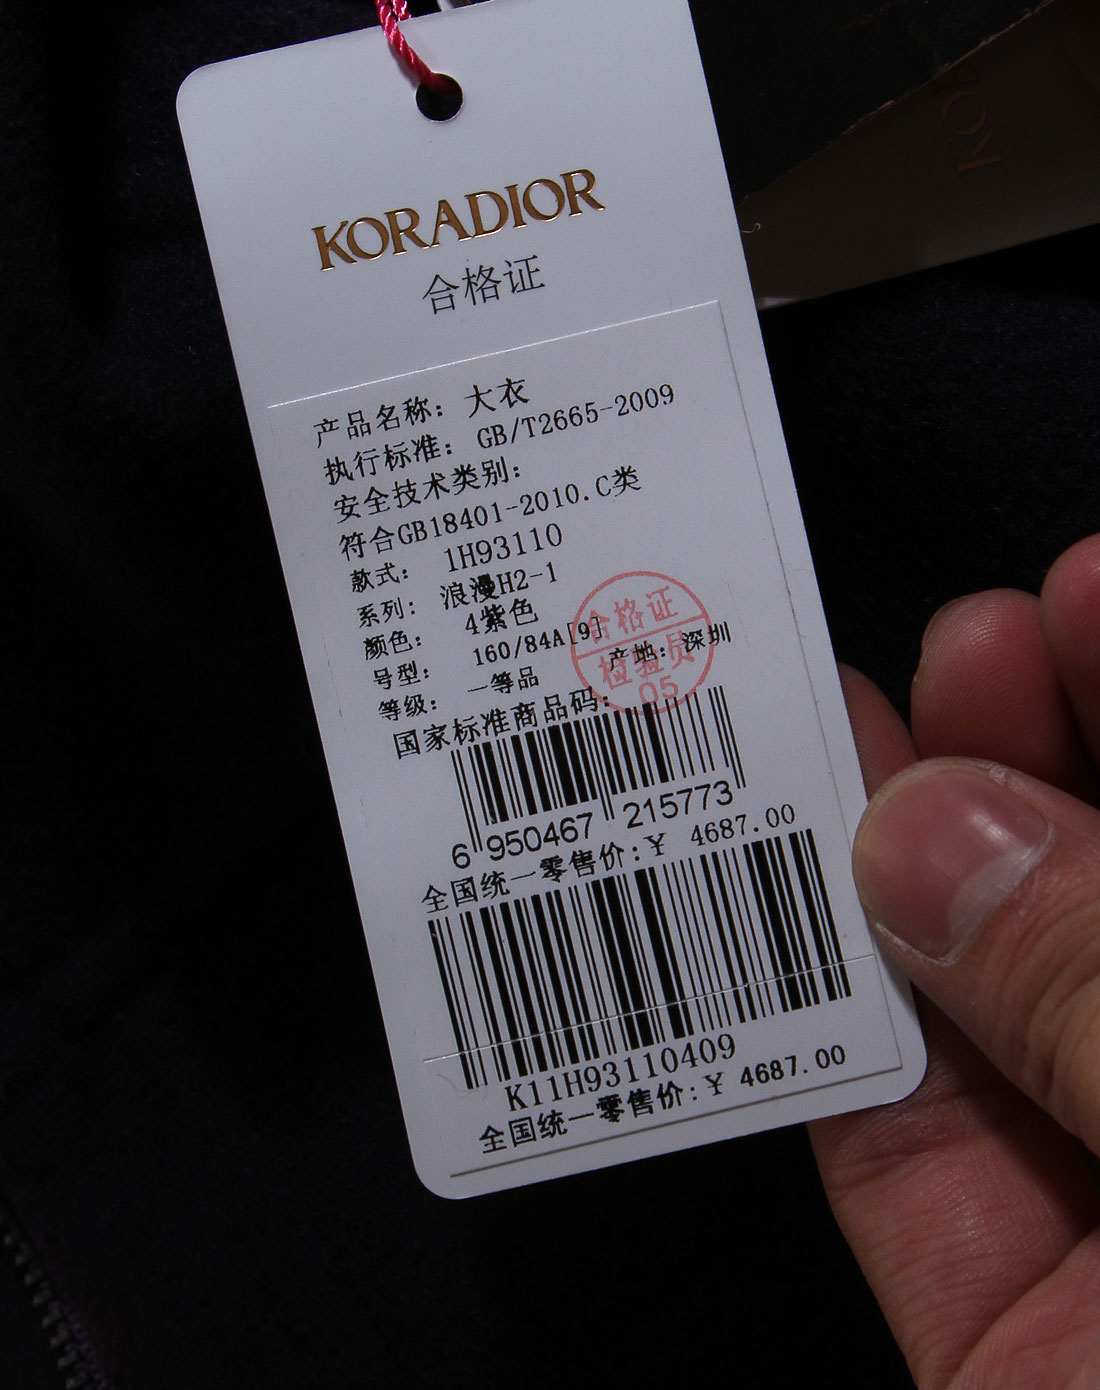 KORADIOR
合格证
产品名称: 大衣
执行标准: GB/T2665-2009
安全技术类别:
符合GB18401-2010.C类
款式: 1H93110
系列: 浪漫H2-1
颜色: 4紫色
号型: 160/84A[9]
等级: 一等品 产地: 深圳
合格证
检验员
05
国家标准商品码:
6 950467 215773
全国统一零售价:¥ 4687.00
K11H93110409
全国统一零售价:¥ 4687.00